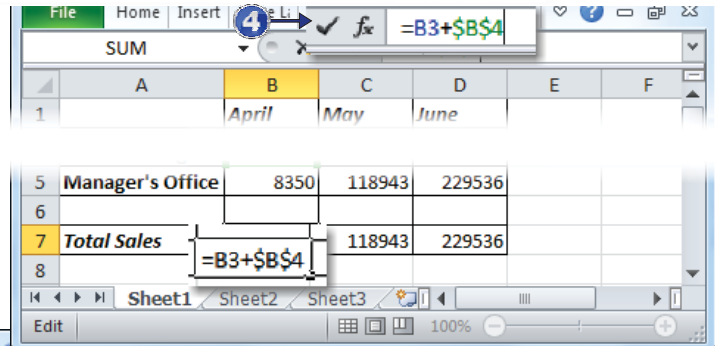 File Home Insert
4 fx =B3+$B$4
SUM
A B C D E F
1 April May June
5 Manager's Office 8350 118943 229536
6
7 Total Sales 118943 229536
=B3+$B$4
8
Sheet1 Sheet2 Sheet3
Edit 100%